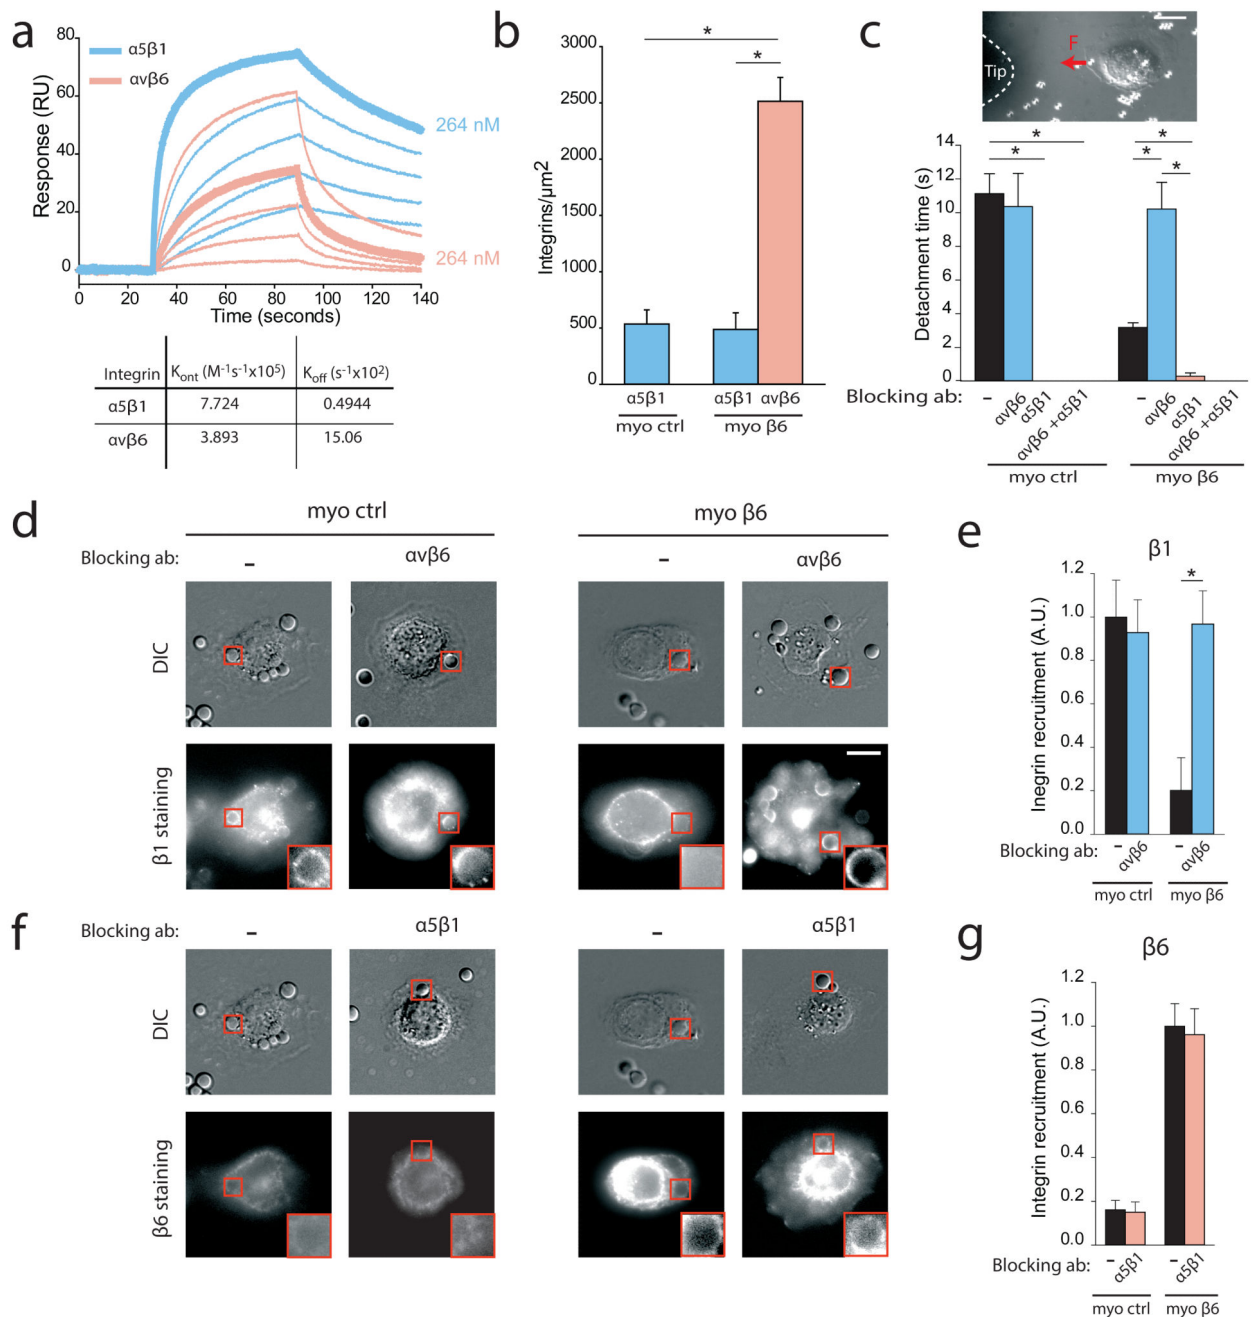 a
80
60
40
20
0
Response (RU)
α5β1
αvβ6
264 nM
264 nM
0 20 40 60 80 100 120 140
Time (seconds)
Integrin Kont (M-1s-1x105) Koff (s-1x102)
α5β1 7.724 0.4944
αvβ6 3.893 15.06
b
3000
2500
2000
1500
1000
500
0
Integrins/µm2
*
*
α5β1 α5β1 αvβ6
myo ctrl myo β6
c
F
Tip
14
12
10
8
6
4
2
0
Detachment time (s)
* *
* * *
Blocking ab: – αvβ6 α5β1 αvβ6 +α5β1 – αvβ6 α5β1 αvβ6 +α5β1
myo ctrl myo β6
d
myo ctrl myo β6
Blocking ab: – αvβ6 – αvβ6
DIC
β1 staining
e
β1
1.2
1.0
0.8
0.6
0.4
0.2
0.0
Inegrin recruitment (A.U.)
*
Blocking ab: – αvβ6 – αvβ6
myo ctrl myo β6
f
Blocking ab: – α5β1 – α5β1
DIC
β6 staining
g
β6
1.2
1.0
0.8
0.6
0.4
0.2
0.0
Integrin recruitment (A.U.)
Blocking ab: – α5β1 – α5β1
myo ctrl myo β6